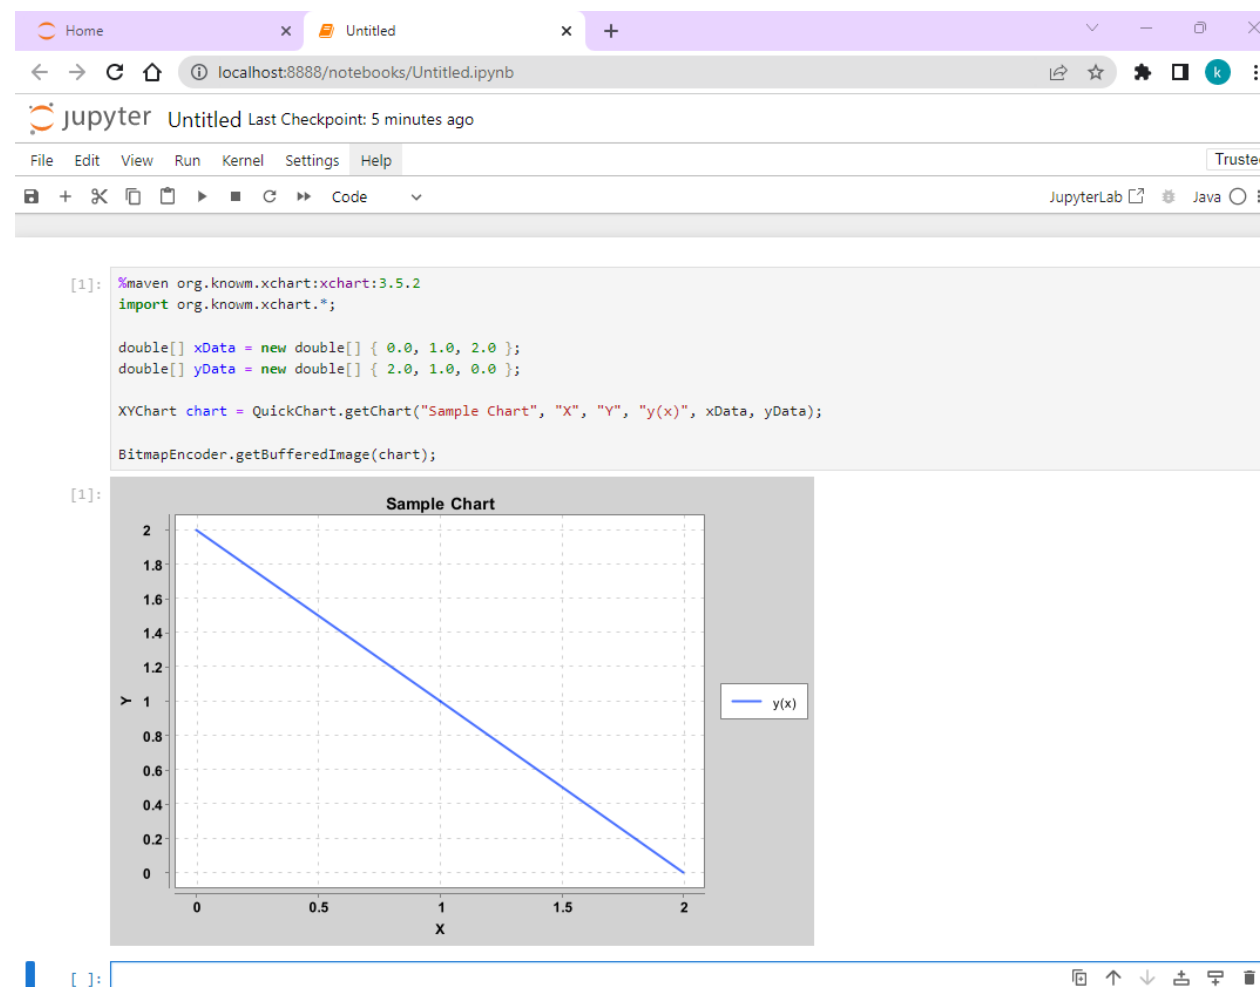 Home
Untitled
localhost:8888/notebooks/Untitled.ipynb
k
jupyter Untitled Last Checkpoint: 5 minutes ago
File Edit View Run Kernel Settings Help
Truste
Code
JupyterLab
Java
[1]: %maven org.knowm.xchart:xchart:3.5.2
import org.knowm.xchart.*;
double[] xData = new double[] { 0.0, 1.0, 2.0 };
double[] yData = new double[] { 2.0, 1.0, 0.0 };
XYChart chart = QuickChart.getChart("Sample Chart", "X", "Y", "y(x)", xData, yData);
BitmapEncoder.getBufferedImage(chart);
[1]:
Sample Chart
2
1.8
1.6
1.4
1.2
Y 1
0.8
0.6
0.4
0.2
0
y(x)
0 0.5 1 1.5 2
X
[ ]: